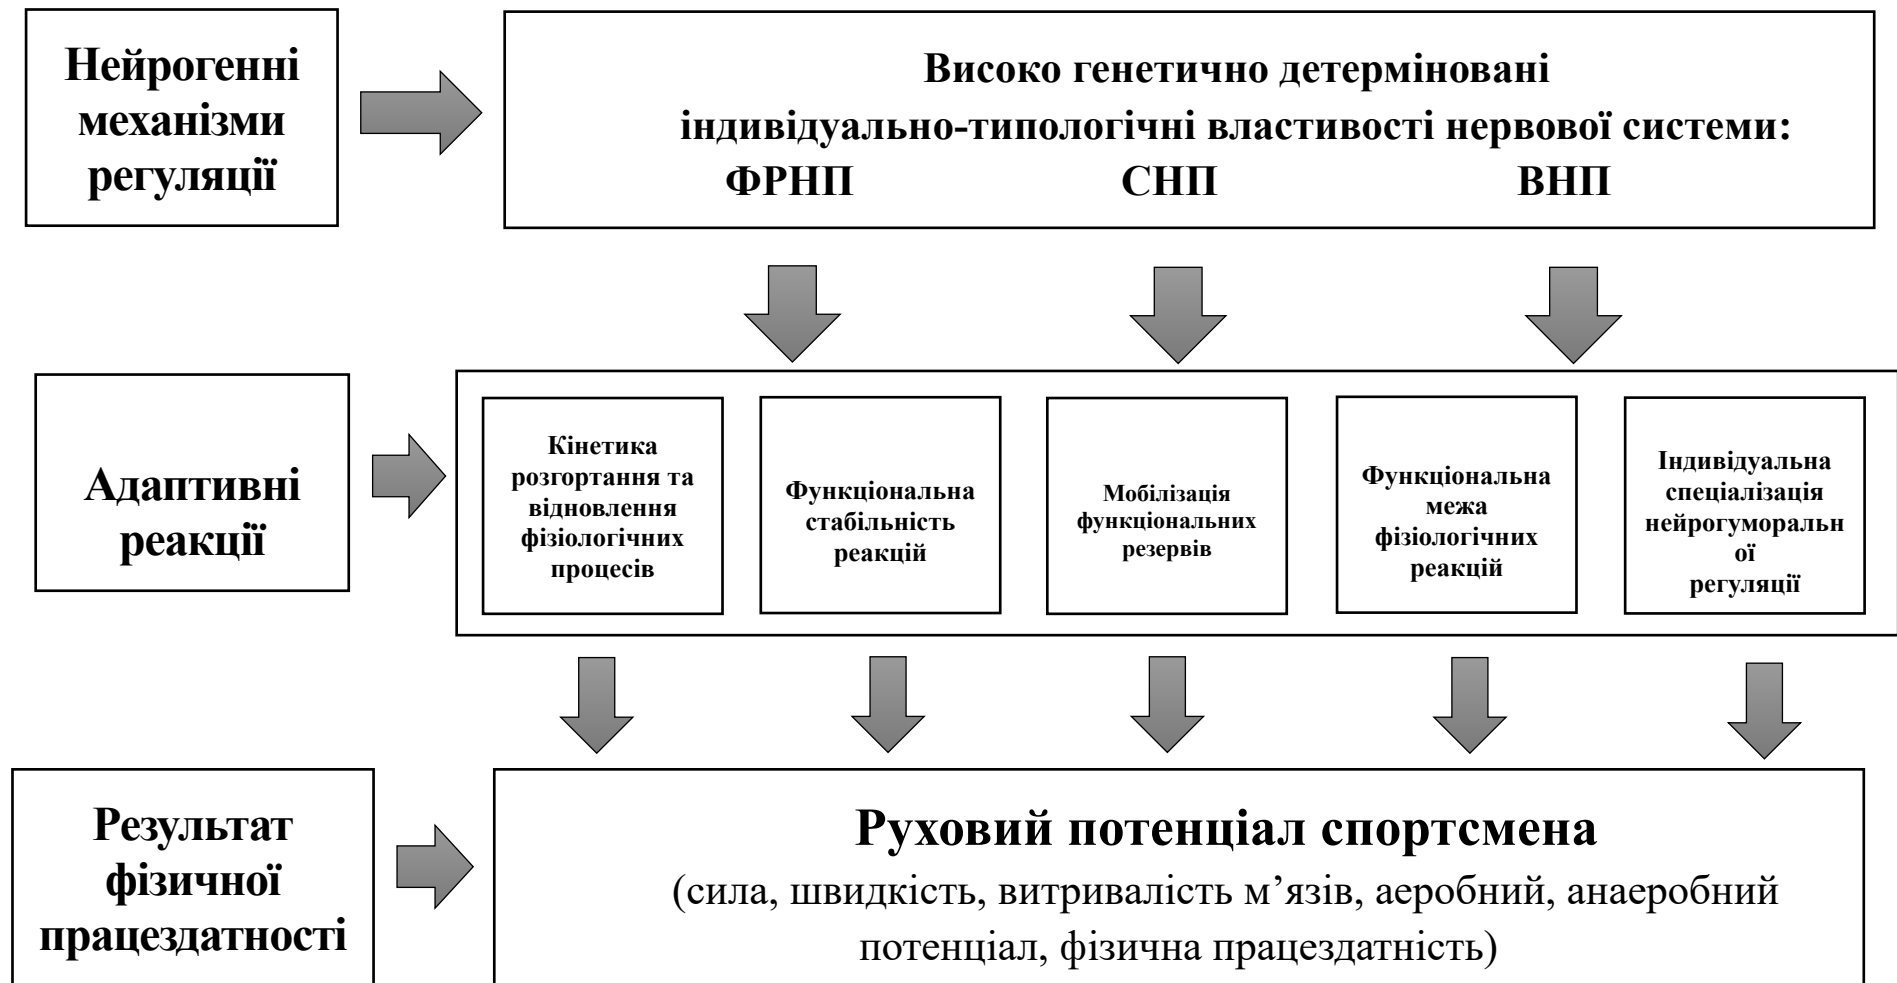 Нейрогенні
механізми
регуляції
Високо генетично детерміновані
індивідуально-типологічні властивості нервової системи:
ФРНП СНП ВНП
Адаптивні
реакції
Кінетика
розгортання та
відновлення
фізіологічних
процесів
Функціональна
стабільність
реакцій
Мобілізація
функціональних
резервів
Функціональна
межа
фізіологічних
реакцій
Індивідуальна
спеціалізація
нейрогуморальн
ої
регуляції
Результат
фізичної
працездатності
Руховий потенціал спортсмена
(сила, швидкість, витривалість м’язів, аеробний, анаеробний
потенціал, фізична працездатність)